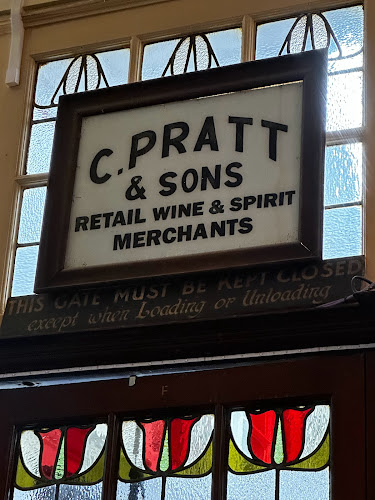 C. PRATT
& SONS
RETAIL WINE & SPIRIT
MERCHANTS
THIS GATE MUST BE KEPT CLOSED
except when Loading or Unloading
F